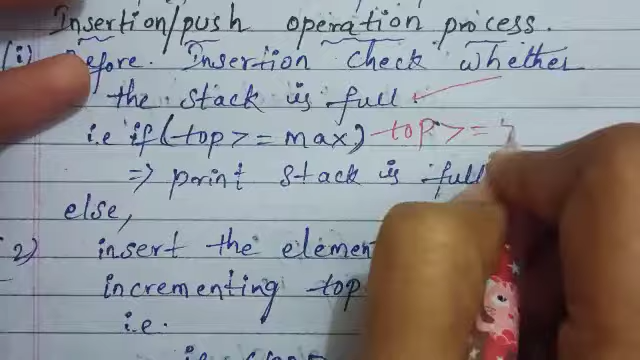 Insertion/push operation process.
(i) Before Insertion check whether
the stack is full.
i.e if(top >= max) top >=
=> print stack is full
else,
2) insert the element
incrementing top
i.e.